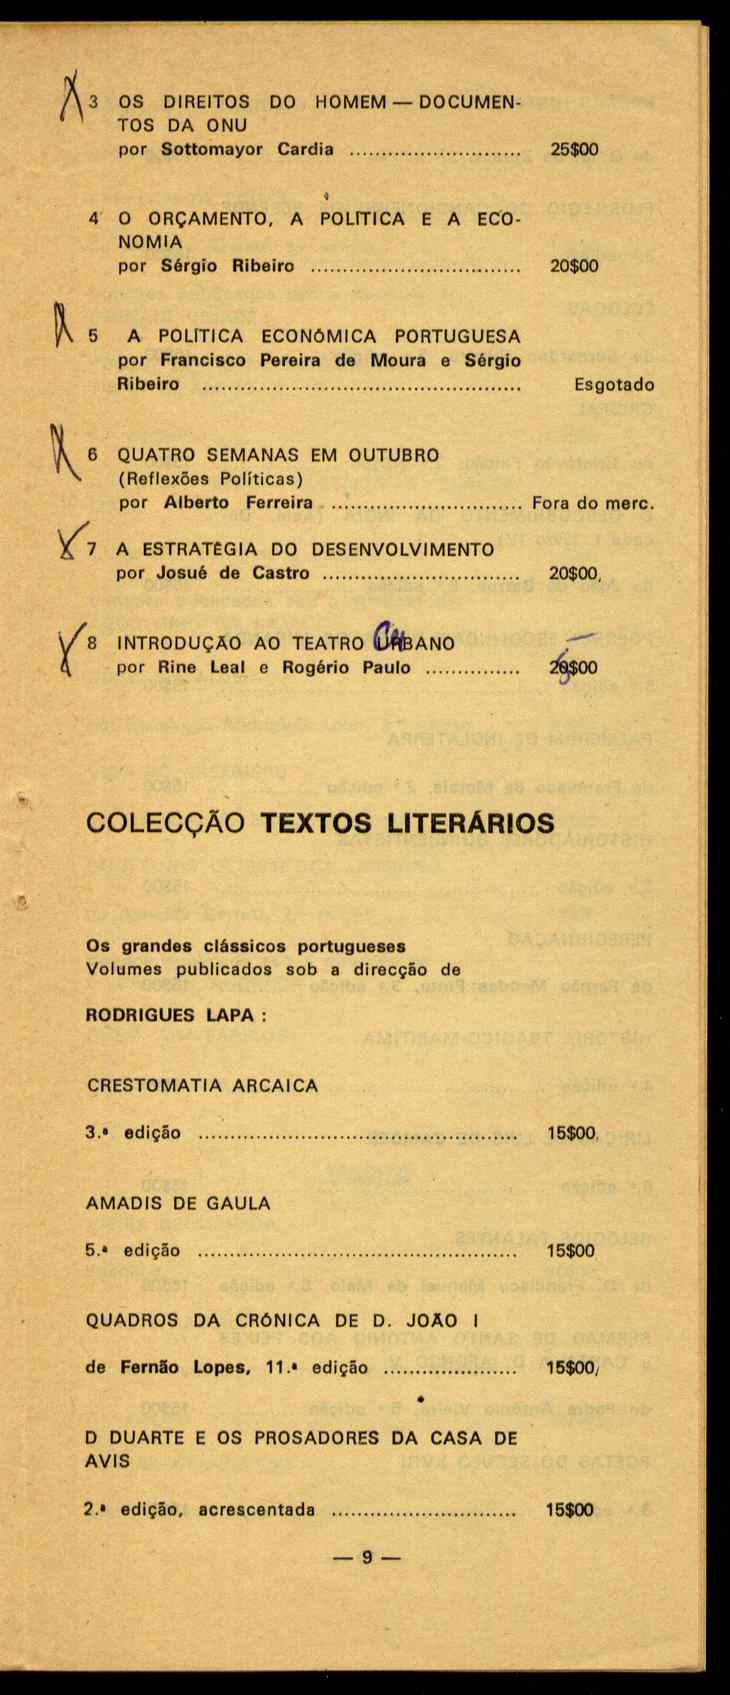 3 OS DIREITOS DO HOMEM — DOCUMEN-
TOS DA ONU
por Sottomayor Cardia ........................... 25$00
4 O ORÇAMENTO, A POLÍTICA E A ECO-
NOMIA
por Sérgio Ribeiro ................................. 20$00
5 A POLÍTICA ECONÓMICA PORTUGUESA
por Francisco Pereira de Moura e Sérgio
Ribeiro .................................................. Esgotado
6 QUATRO SEMANAS EM OUTUBRO
(Reflexões Políticas)
por Alberto Ferreira .............................. Fora do merc.
7 A ESTRATÉGIA DO DESENVOLVIMENTO
por Josué de Castro ............................... 20$00
8 INTRODUÇÃO AO TEATRO URBANO
por Rine Leal e Rogério Paulo ............... 20$00
COLECÇÃO TEXTOS LITERÁRIOS
Os grandes clássicos portugueses
Volumes publicados sob a direcção de
RODRIGUES LAPA :
CRESTOMATIA ARCAICA
3.ª edição .................................................. 15$00
AMADIS DE GAULA
5.ª edição .................................................. 15$00
QUADROS DA CRÓNICA DE D. JOÃO I
de Fernão Lopes, 11.ª edição ..................... 15$00
D DUARTE E OS PROSADORES DA CASA DE
AVIS
2.ª edição, acrescentada ............................. 15$00
— 9 —